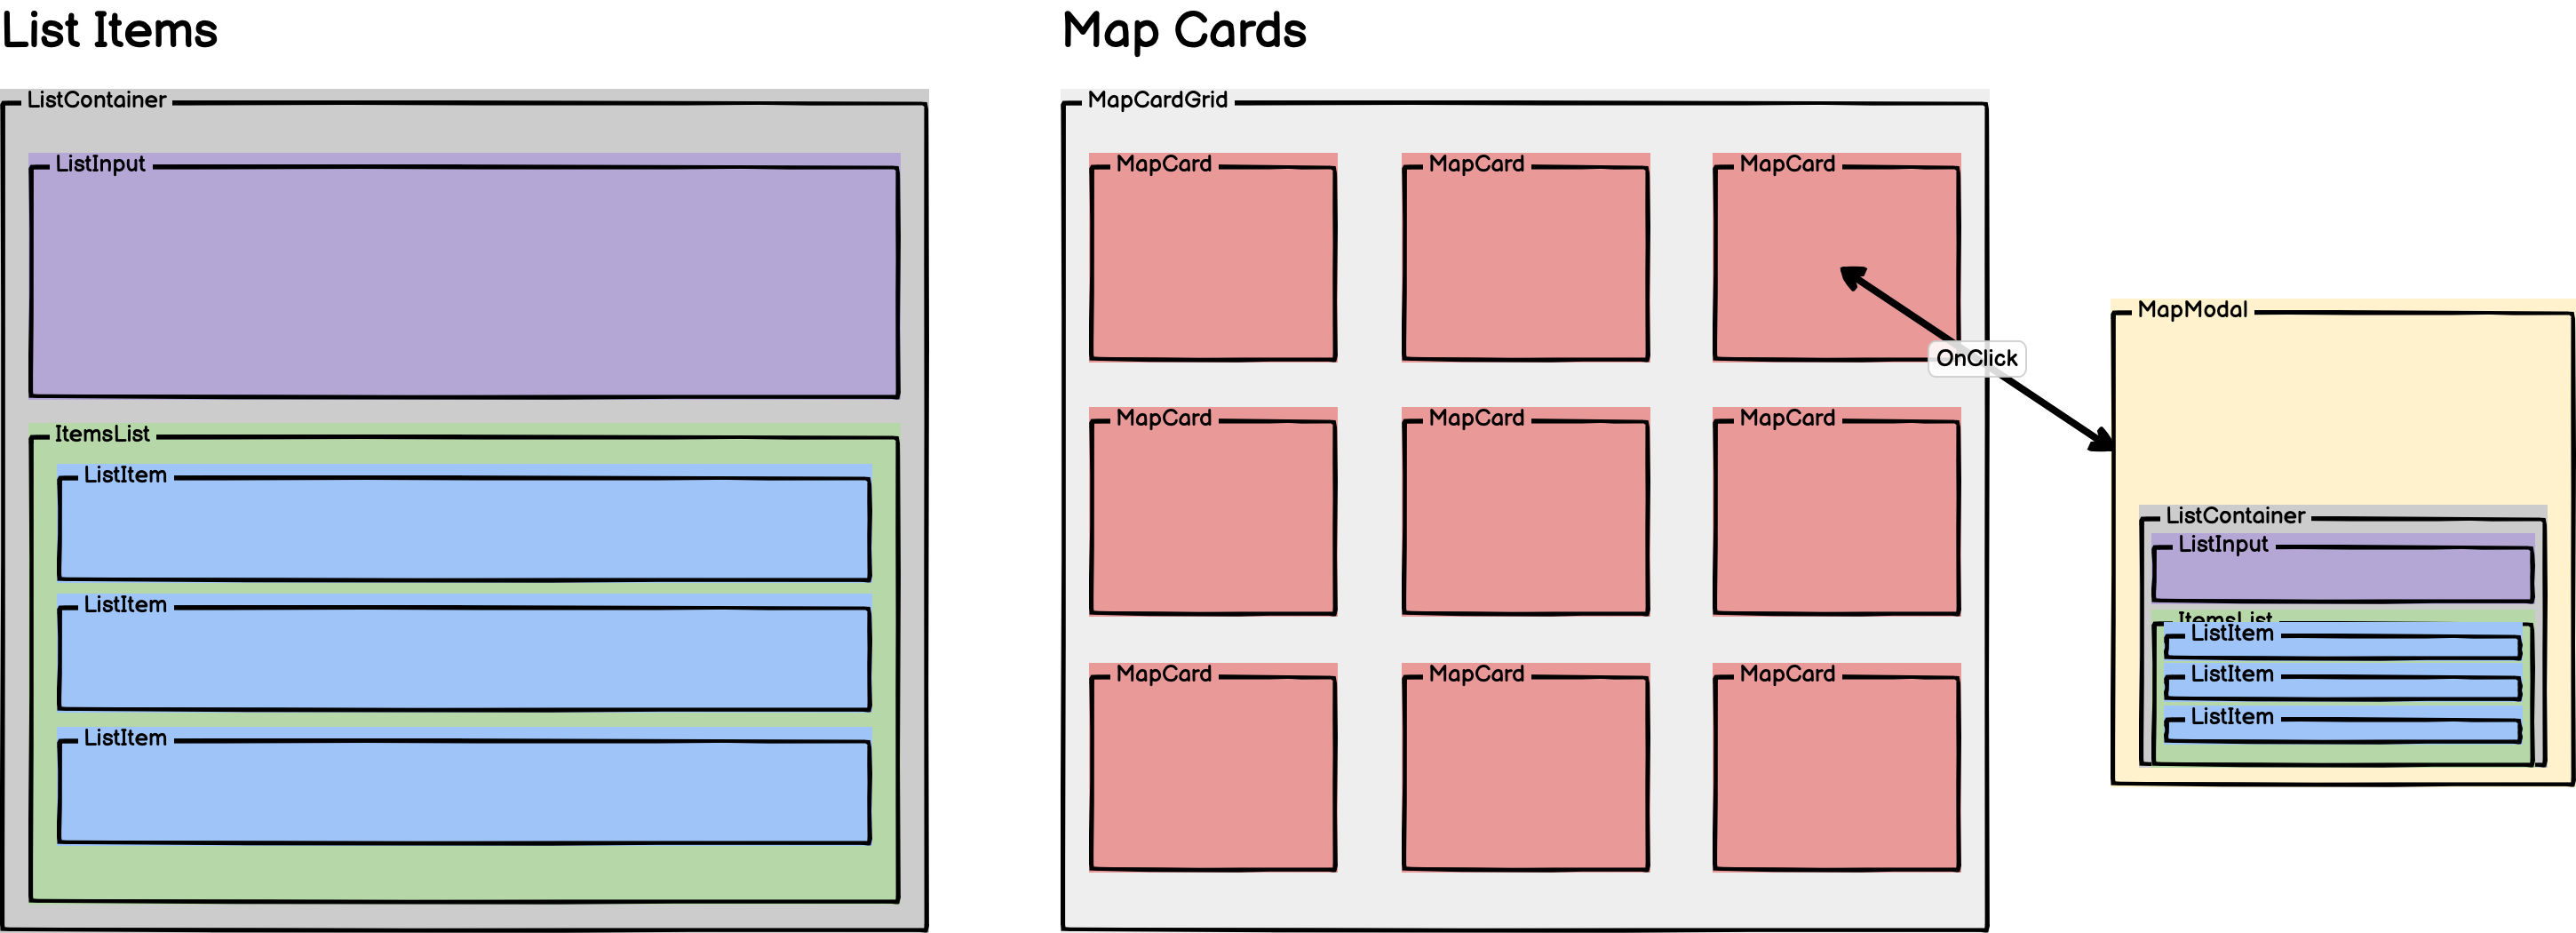 List Items
ListContainer
ListInput
ItemsList
ListItem
ListItem
ListItem
Map Cards
MapCardGrid
MapCard
MapCard
MapCard
MapCard
MapCard
MapCard
MapCard
MapCard
MapCard
OnClick
MapModal
ListContainer
ListInput
ItemsList
ListItem
ListItem
ListItem